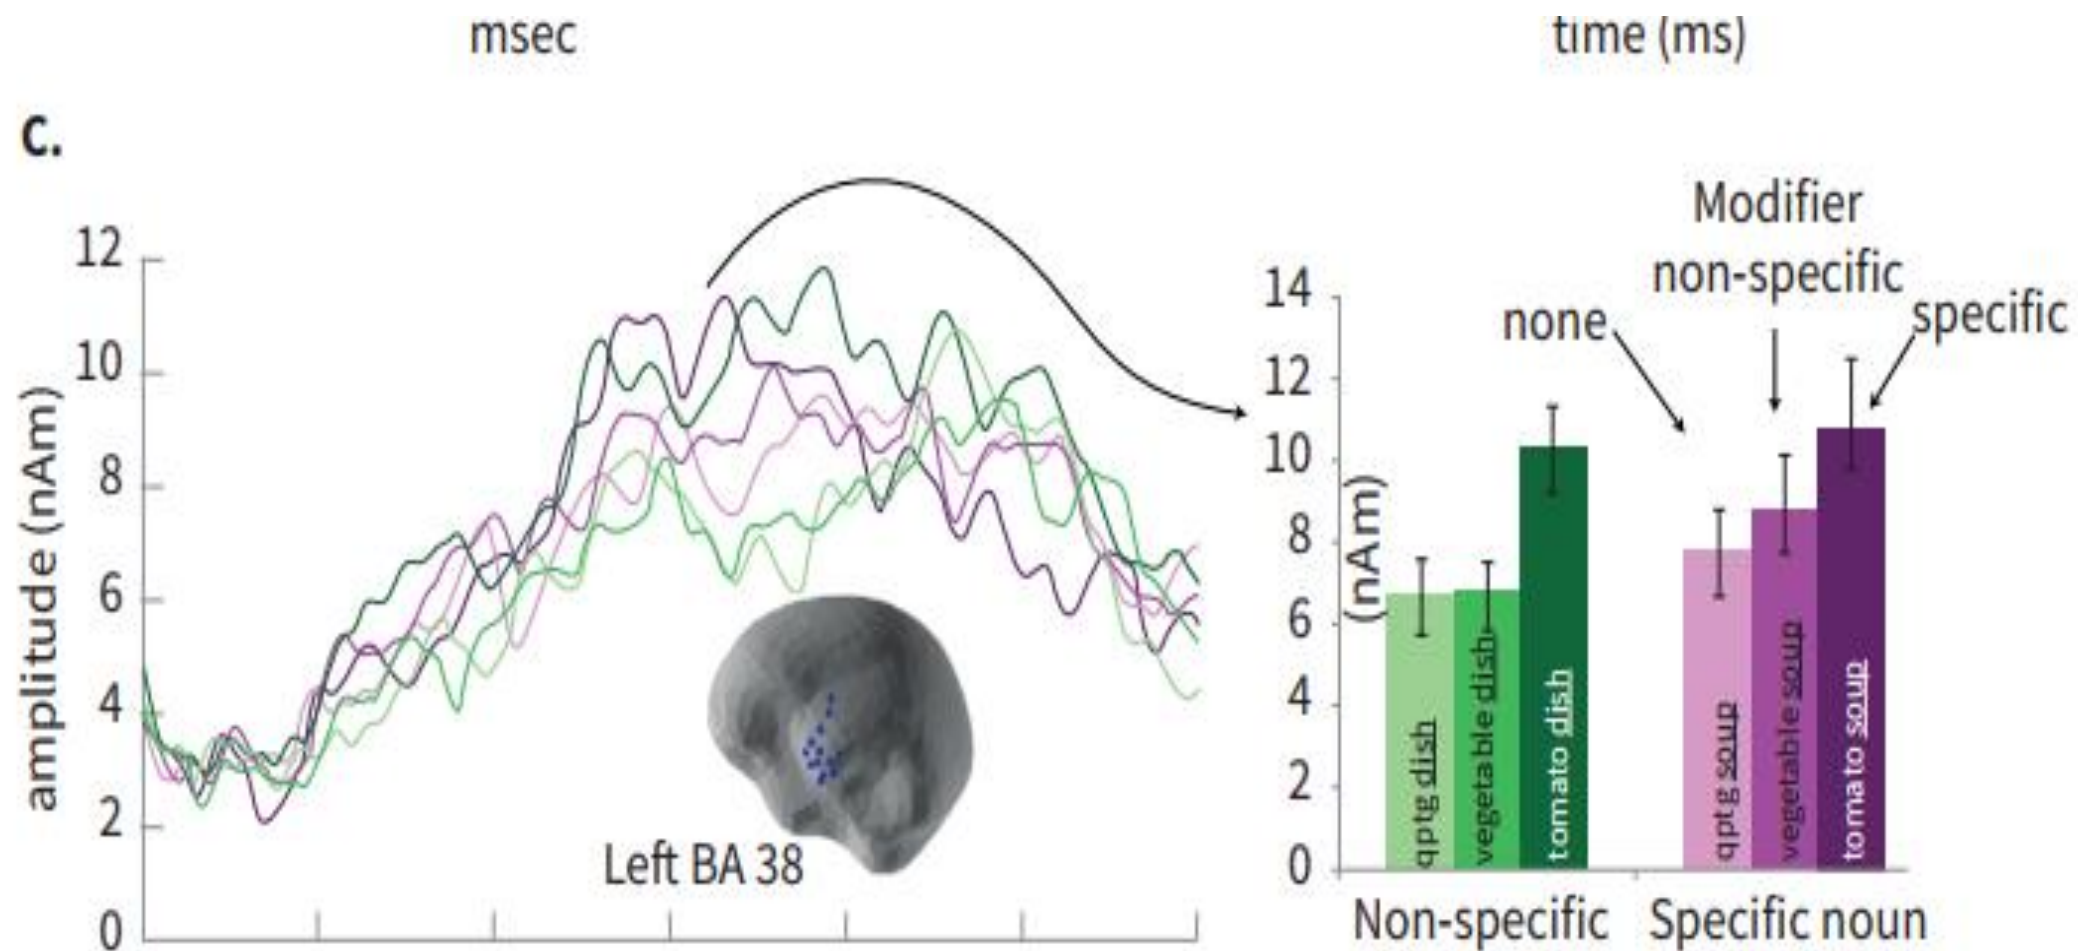 msec
time (ms)
C.
amplitude (nAm)
12
10
8
6
4
2
0
Left BA 38
Modifier
non-specific
none
specific
(nAm)
14
12
10
8
6
4
2
0
qptg dish
vegetable dish
tomato dish
qptg soup
vegetable soup
tomato soup
Non-specific
Specific noun